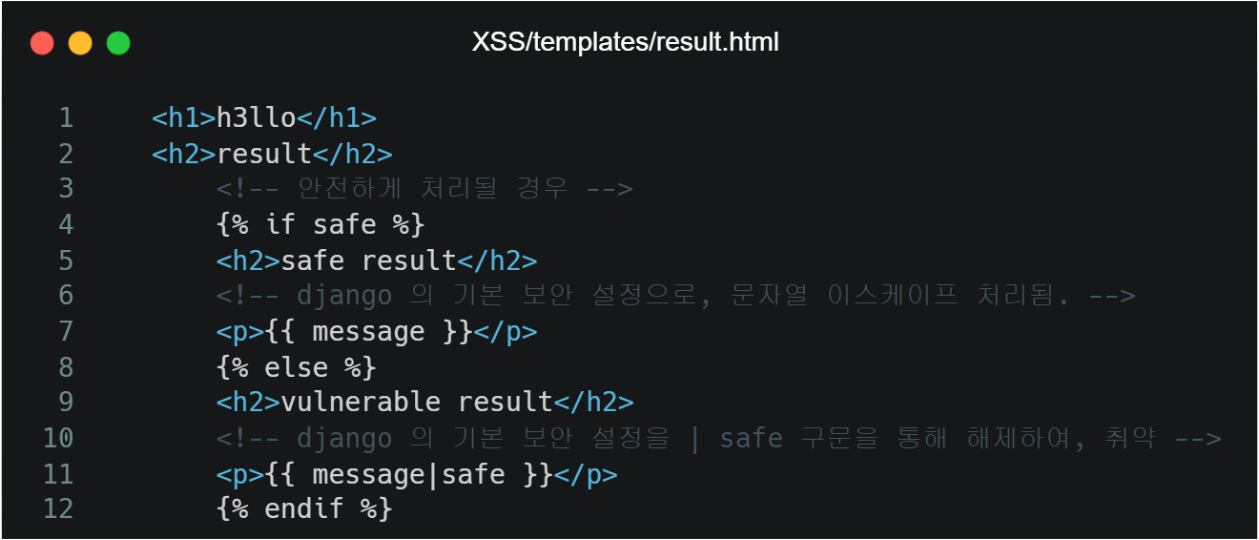 XSS/templates/result.html
1 <h1>h3llo</h1>
2 <h2>result</h2>
3 <!-- 안전하게 처리될 경우 -->
4 {% if safe %}
5 <h2>safe result</h2>
6 <!-- django 의 기본 보안 설정으로, 문자열 이스케이프 처리됨. -->
7 <p>{{ message }}</p>
8 {% else %}
9 <h2>vulnerable result</h2>
10 <!-- django 의 기본 보안 설정을 | safe 구문을 통해 해제하여, 취약 -->
11 <p>{{ message|safe }}</p>
12 {% endif %}